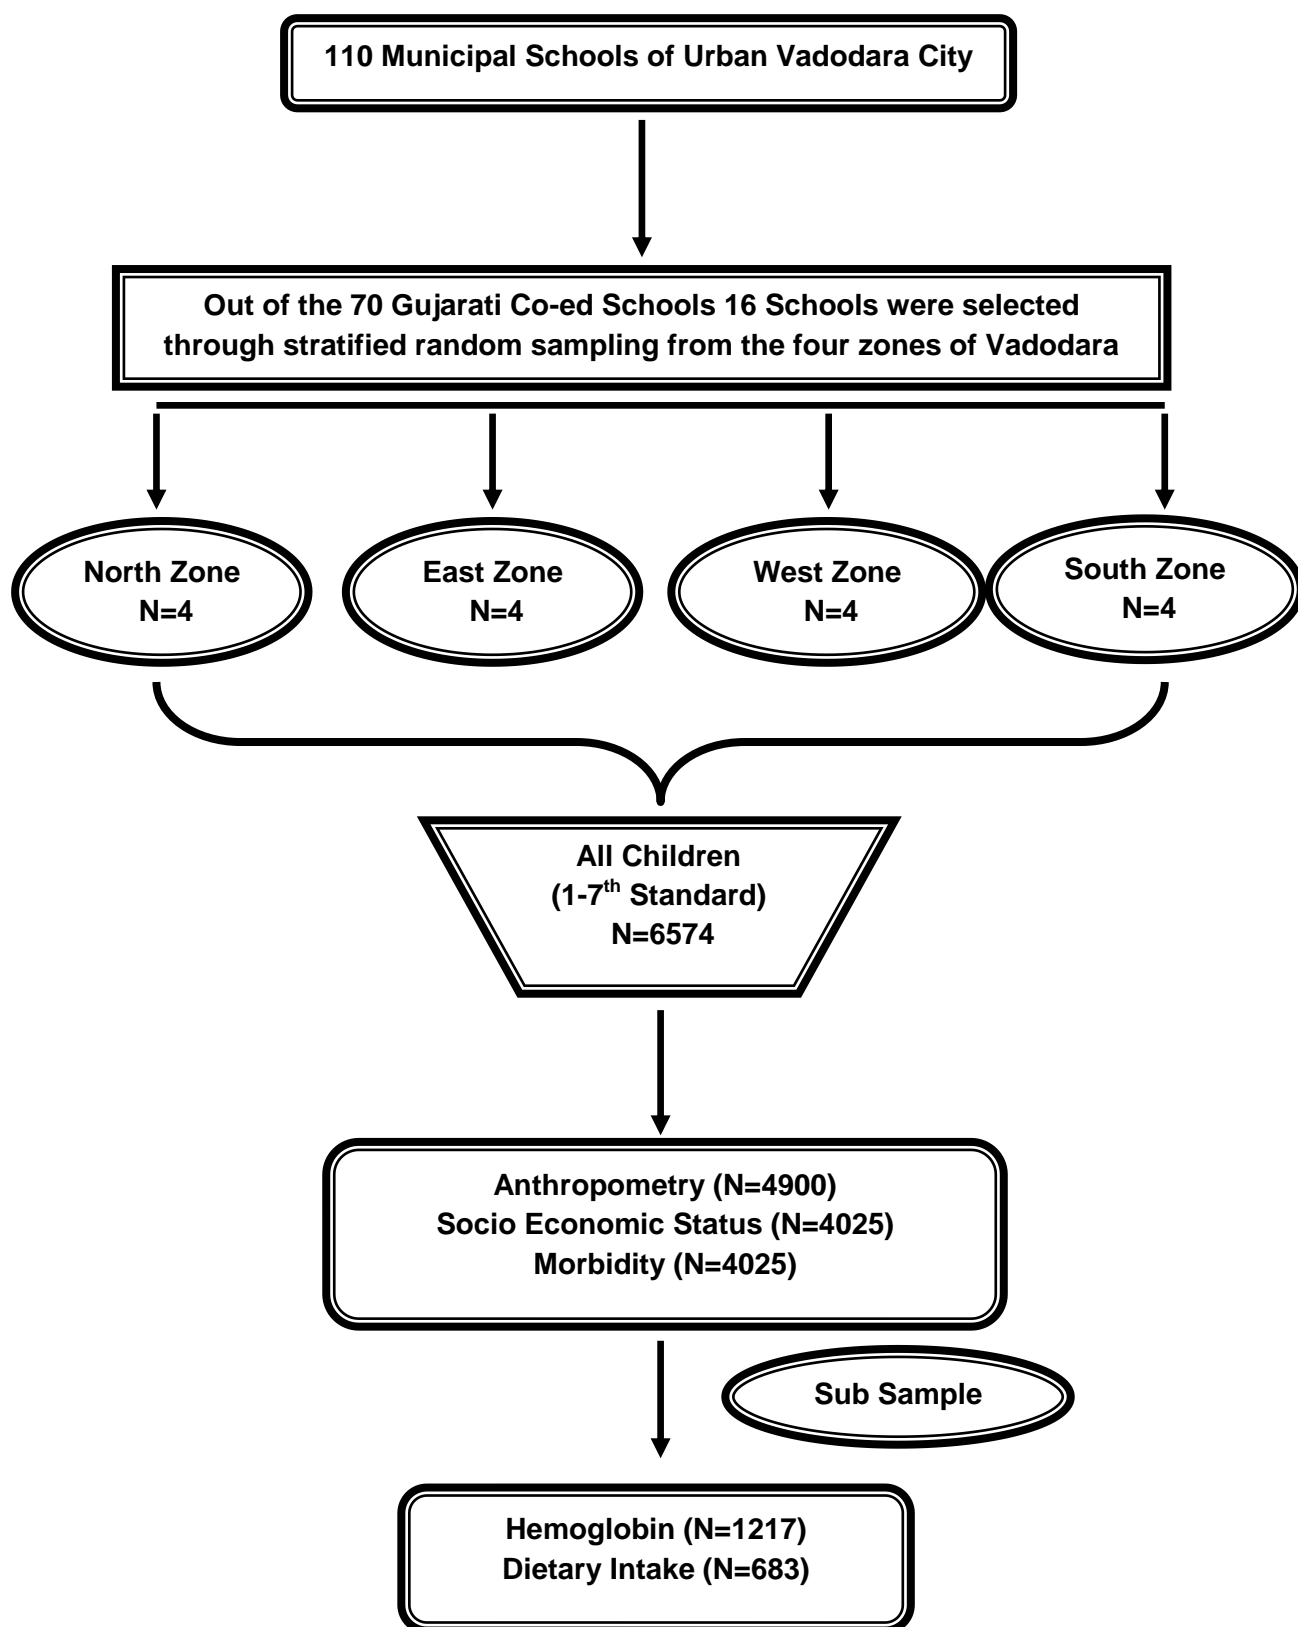 110 Municipal Schools of Urban Vadodara City
Out of the 70 Gujarati Co-ed Schools 16 Schools were selected
through stratified random sampling from the four zones of Vadodara
North Zone
N=4
East Zone
N=4
West Zone
N=4
South Zone
N=4
All Children
(1-7th Standard)
N=6574
Anthropometry (N=4900)
Socio Economic Status (N=4025)
Morbidity (N=4025)
Sub Sample
Hemoglobin (N=1217)
Dietary Intake (N=683)